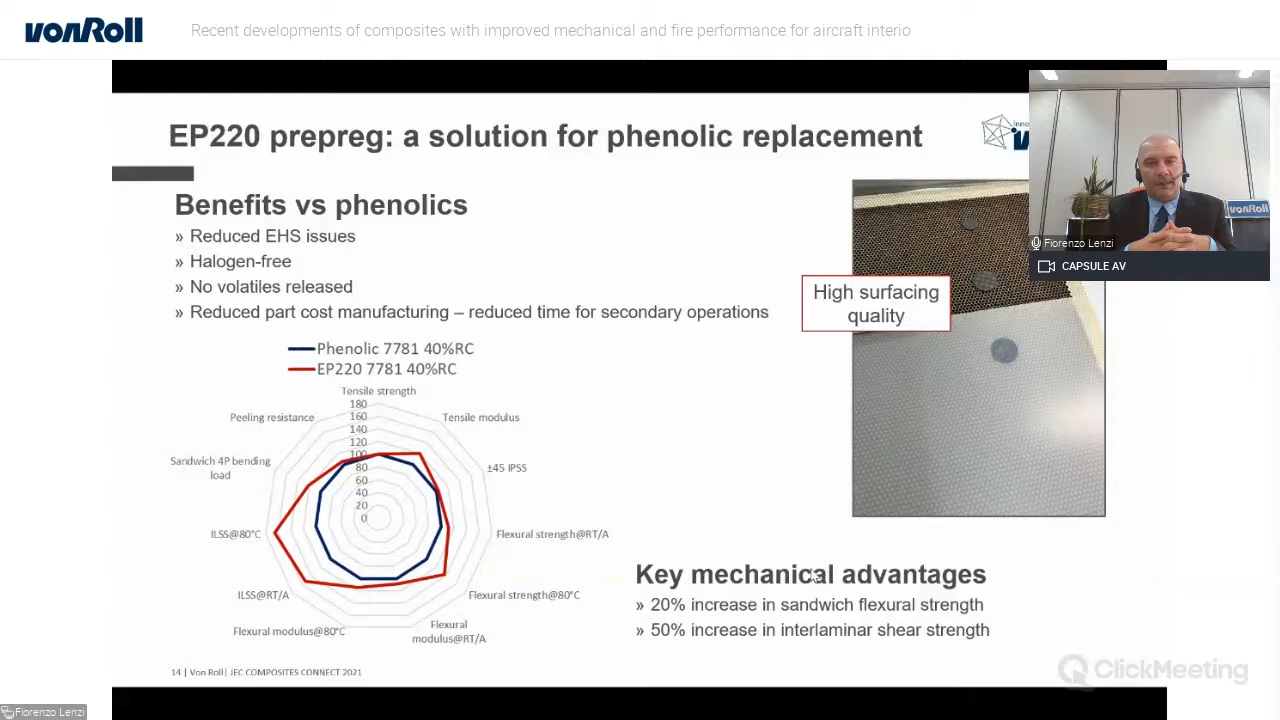 vonRoll
Recent developments of composites with improved mechanical and fire performance for aircraft interio
EP220 prepreg: a solution for phenolic replacement
Benefits vs phenolics
» Reduced EHS issues
» Halogen-free
» No volatiles released
» Reduced part cost manufacturing – reduced time for secondary operations
High surfacing
quality
vonRoll
Fiorenzo Lenzi
CAPSULE AV
Phenolic 7781 40%RC
EP220 7781 40%RC
Tensile strength
180
160
140
120
100
80
60
40
20
0
Peeling resistance
Tensile modulus
Sandwich 4P bending
load
±45 IPSS
ILSS@80°C
Flexural strength@RT/A
ILSS@RT/A
Flexural strength@80°C
Flexural modulus@80°C
Flexural
modulus@RT/A
Key mechanical advantages
» 20% increase in sandwich flexural strength
» 50% increase in interlaminar shear strength
14 | Von Roll| JEC COMPOSITES CONNECT 2021
ClickMeeting
Fiorenzo Lenzi